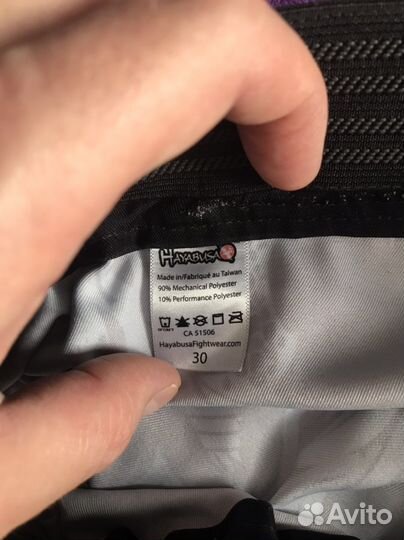 HAYABUSA
Made in/Fabriqué au Taiwan
90% Mechanical Polyester
10% Performance Polyester
CA 51506
HayabusaFightwear.com
30
Avito